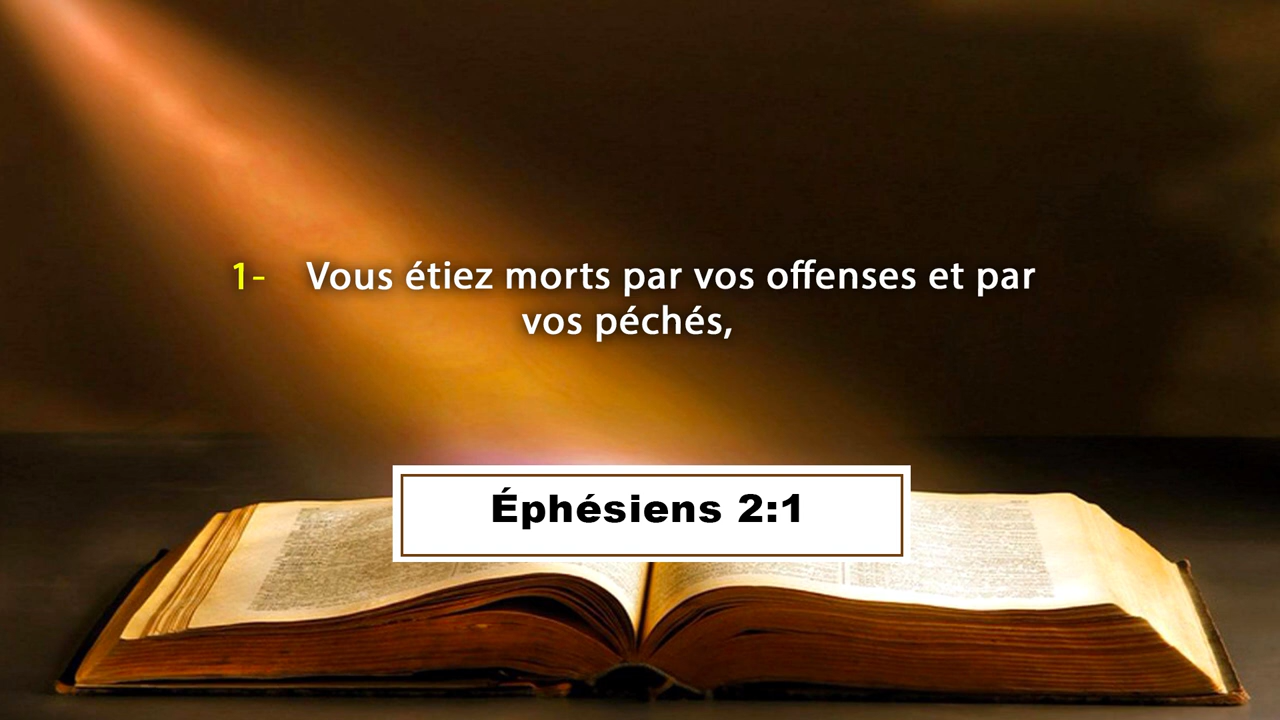 1- Vous étiez morts par vos offenses et par
vos péchés,
Éphésiens 2:1